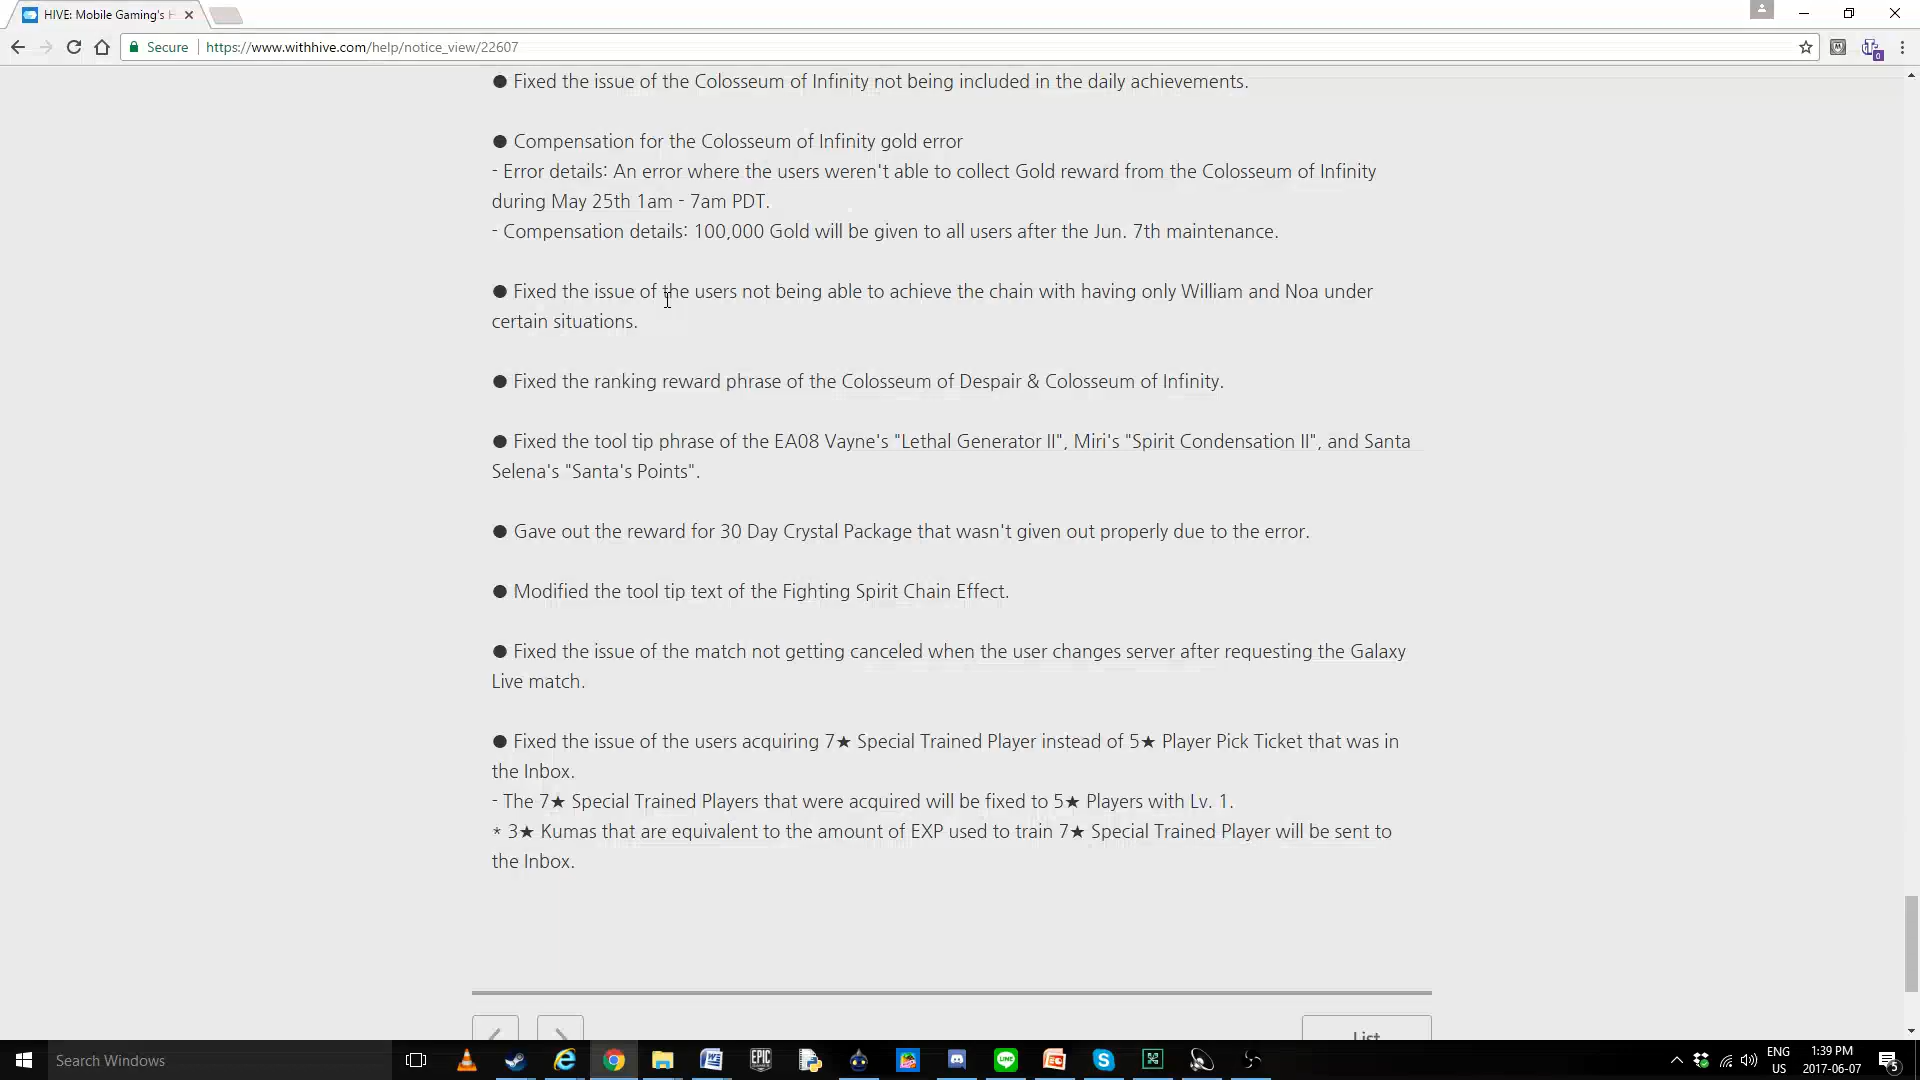 HIVE: Mobile Gaming's
Secure
https://www.withhive.com/help/notice_view/22607
● Fixed the issue of the Colosseum of Infinity not being included in the daily achievements.
● Compensation for the Colosseum of Infinity gold error
- Error details: An error where the users weren't able to collect Gold reward from the Colosseum of Infinity
during May 25th 1am - 7am PDT.
- Compensation details: 100,000 Gold will be given to all users after the Jun. 7th maintenance.
● Fixed the issue of the users not being able to achieve the chain with having only William and Noa under
certain situations.
● Fixed the ranking reward phrase of the Colosseum of Despair & Colosseum of Infinity.
● Fixed the tool tip phrase of the EA08 Vayne's "Lethal Generator II", Miri's "Spirit Condensation II", and Santa
Selena's "Santa's Points".
● Gave out the reward for 30 Day Crystal Package that wasn't given out properly due to the error.
● Modified the tool tip text of the Fighting Spirit Chain Effect.
● Fixed the issue of the match not getting canceled when the user changes server after requesting the Galaxy
Live match.
● Fixed the issue of the users acquiring 7★ Special Trained Player instead of 5★ Player Pick Ticket that was in
the Inbox.
- The 7★ Special Trained Players that were acquired will be fixed to 5★ Players with Lv. 1.
* 3★ Kumas that are equivalent to the amount of EXP used to train 7★ Special Trained Player will be sent to
the Inbox.
List
Search Windows
EPIC
LINE
ENG
US
1:39 PM
2017-06-07
5